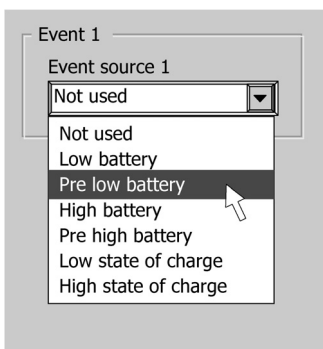 Event 1
Event source 1
Not used
Not used
Low battery
Pre low battery
High battery
Pre high battery
Low state of charge
High state of charge